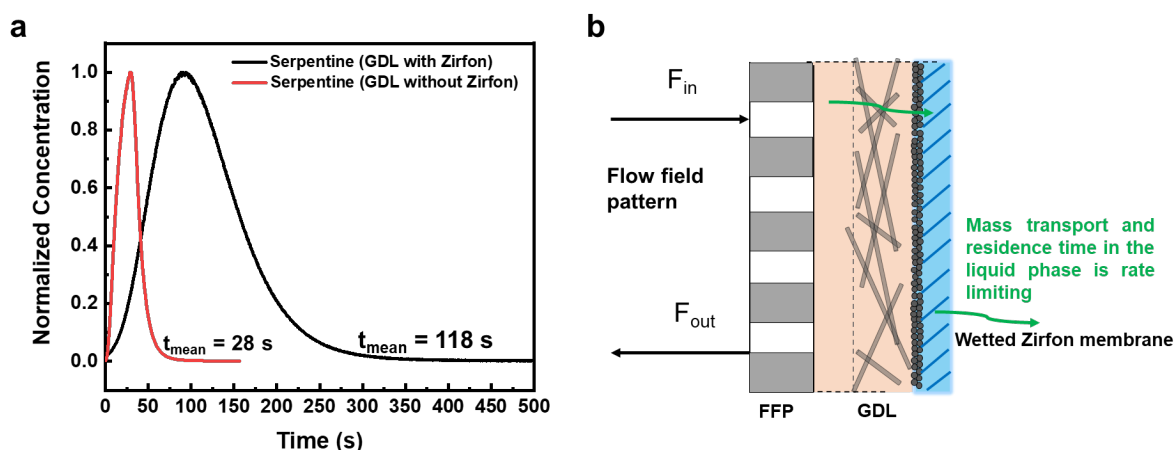 a
Serpentine (GDL with Zirfon)
Serpentine (GDL without Zirfon)
Normalized Concentration
1.0
0.8
0.6
0.4
0.2
0.0
tmean = 28 s
tmean = 118 s
0 50 100 150 200 250 300 350 400 450 500
Time (s)
b
Fin
Flow field
pattern
Fout
Mass transport and
residence time in the
liquid phase is rate
limiting
Wetted Zirfon membrane
FFP
GDL